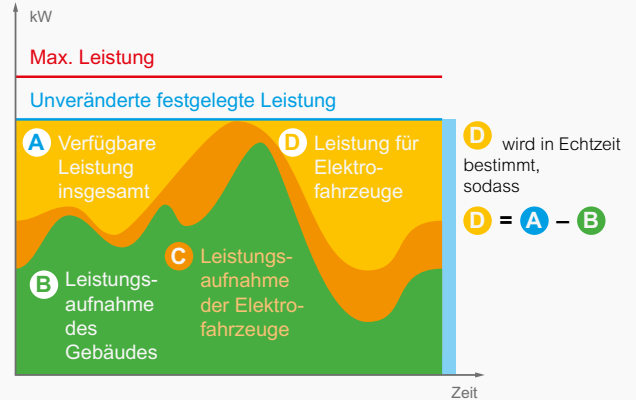 kW
Max. Leistung
Unveränderte festgelegte Leistung
A Verfügbare
Leistung
insgesamt
D Leistung für
Elektro-
fahrzeuge
B Leistungs-
aufnahme
des
Gebäudes
C Leistungs-
aufnahme
der Elektro-
fahrzeuge
D wird in Echtzeit
bestimmt,
sodass
D = A – B
Zeit